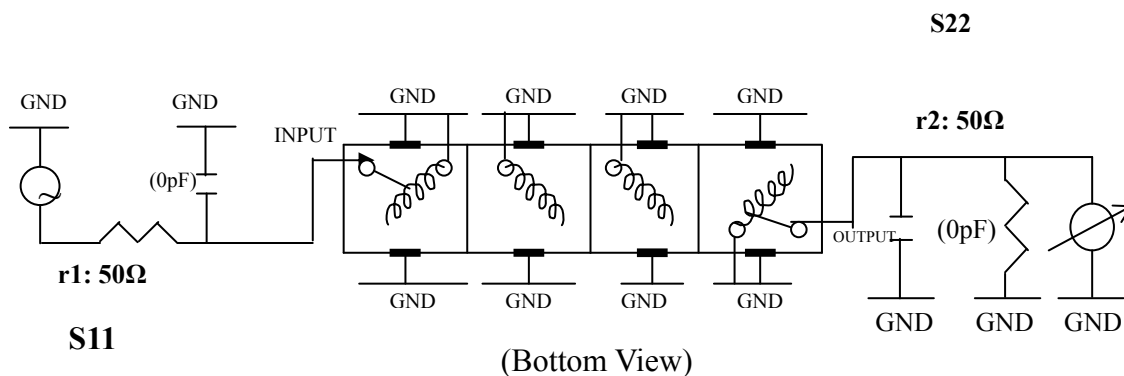 S22
GND
GND
GND
GND
GND
GND
r2: 50Ω
INPUT
(0pF)
OUTPUT
(0pF)
r1: 50Ω
GND
GND
GND
GND
GND
GND
GND
S11
(Bottom View)